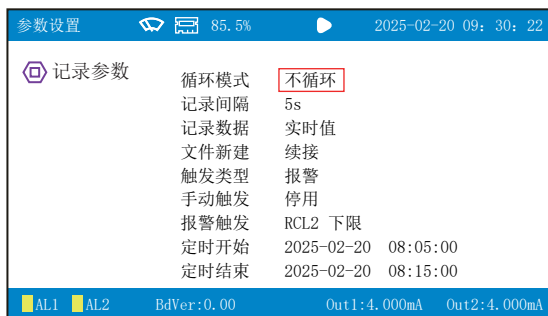 参数设置 85.5% 2025-02-20 09: 30: 22
记录参数
循环模式 不循环
记录间隔 5s
记录数据 实时值
文件新建 续接
触发类型 报警
手动触发 停用
报警触发 RCL2 下限
定时开始 2025-02-20 08:05:00
定时结束 2025-02-20 08:15:00
AL1 AL2 BdVer:0.00 Out1:4.000mA Out2:4.000mA